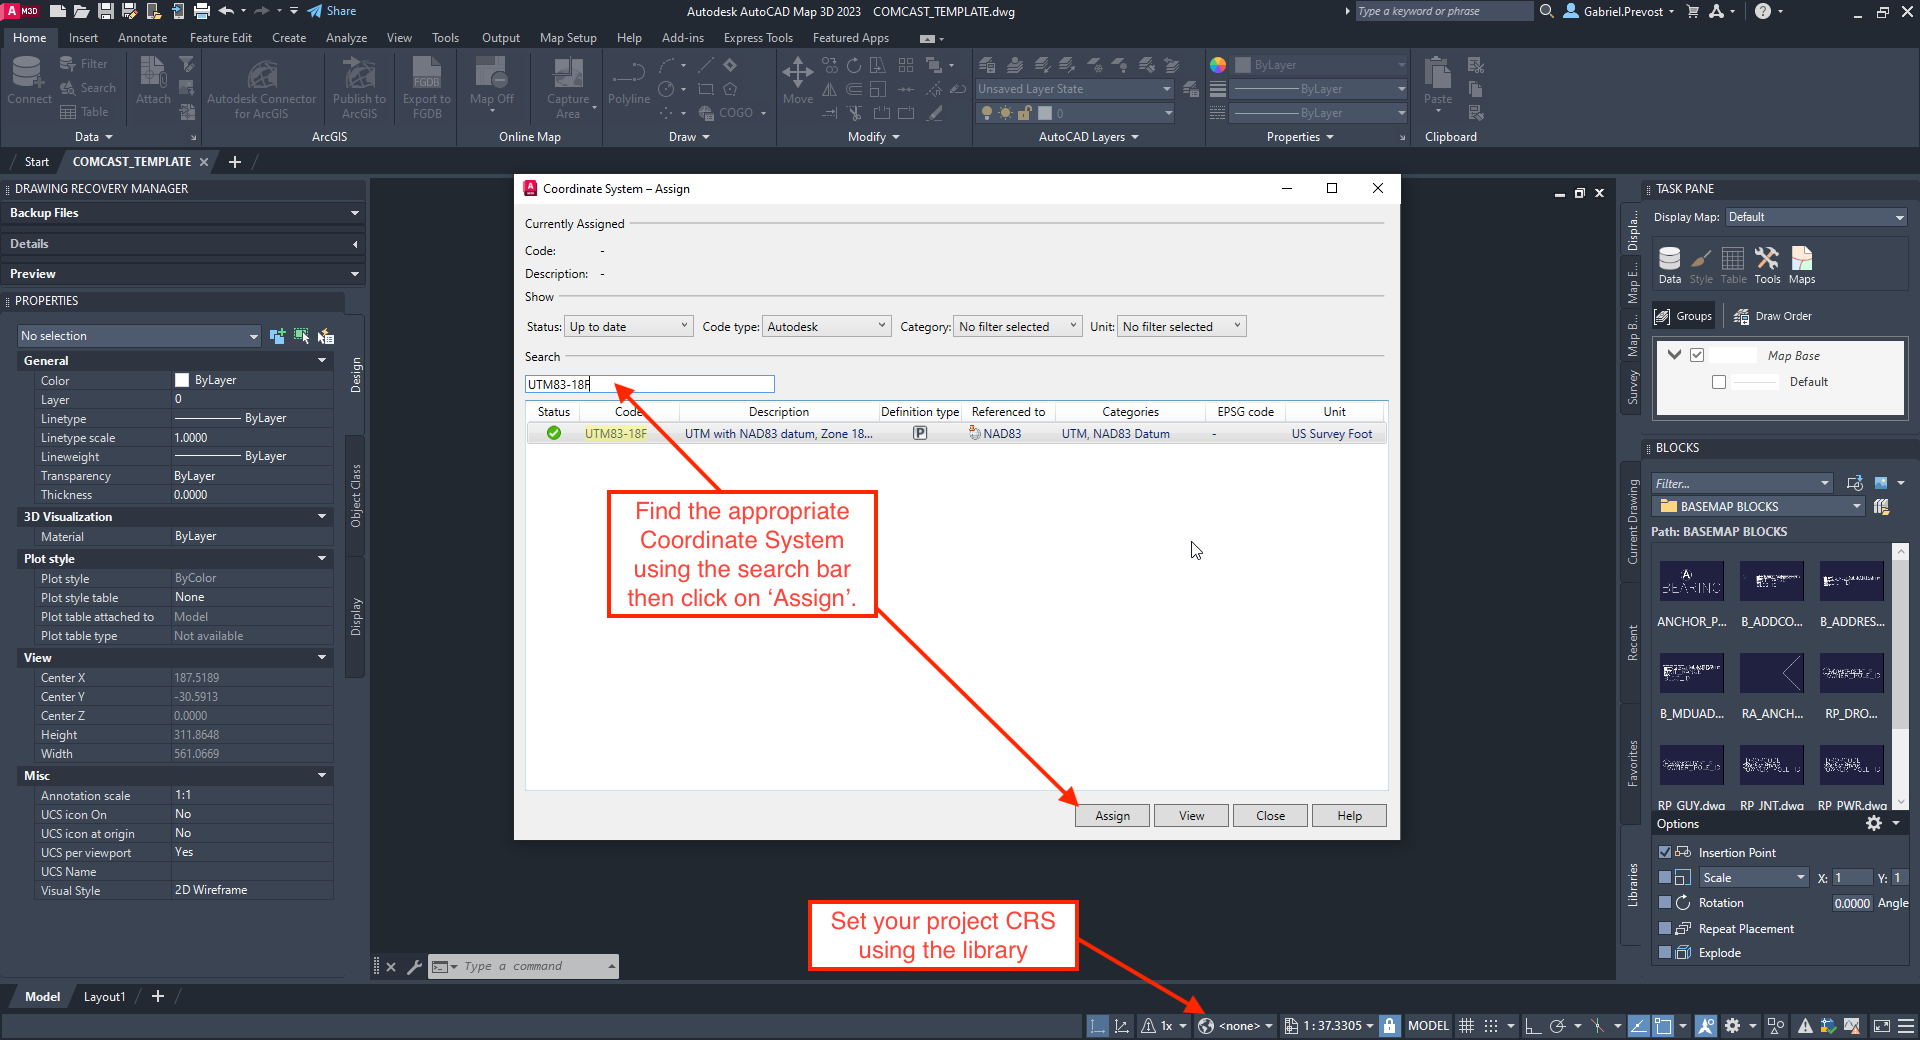 A M3D
Share
Autodesk AutoCAD Map 3D 2023 COMCAST_TEMPLATE.dwg
Type a keyword or phrase
Gabriel.Prevost
Home Insert Annotate Feature Edit Create Analyze View Tools Output Map Setup Help Add-ins Express Tools Featured Apps
Connect
Filter
Search
Table
Data
Attach
Autodesk Connector
for ArcGIS
Publish to
ArcGIS
ArcGIS
FGDB
Export to
FGDB
Map Off
Capture
Area
Online Map
Polyline
COGO
Draw
Move
Modify
Unsaved Layer State
0
AutoCAD Layers
ByLayer
ByLayer
ByLayer
Properties
Paste
Clipboard
Start COMCAST_TEMPLATE
DRAWING RECOVERY MANAGER
Backup Files
Details
Preview
PROPERTIES
No selection
General
Color ByLayer
Layer 0
Linetype ByLayer
Linetype scale 1.0000
Lineweight ByLayer
Transparency ByLayer
Thickness 0.0000
3D Visualization
Material ByLayer
Plot style
Plot style ByColor
Plot style table None
Plot table attached to Model
Plot table type Not available
View
Center X 187.5189
Center Y -30.5913
Center Z 0.0000
Height 311.8648
Width 561.0669
Misc
Annotation scale 1:1
UCS icon On No
UCS icon at origin No
UCS per viewport Yes
UCS Name
Visual Style 2D Wireframe
Design
Object Class
Display
Coordinate System – Assign
Currently Assigned
Code: -
Description: -
Show
Status: Up to date Code type: Autodesk Category: No filter selected Unit: No filter selected
Search
UTM83-18F
Status Code Description Definition type Referenced to Categories EPSG code Unit
UTM83-18F UTM with NAD83 datum, Zone 18... P NAD83 UTM, NAD83 Datum - US Survey Foot
Find the appropriate
Coordinate System
using the search bar
then click on ‘Assign’.
Assign View Close Help
Set your project CRS
using the library
Type a command
TASK PANE
Display Map: Default
Data Style Table Tools Maps
Groups Draw Order
Map Base
Default
Displa...
Map E...
Map B...
Survey
BLOCKS
Filter...
BASEMAP BLOCKS
Path: BASEMAP BLOCKS
A
BEARING
ANCHOR_P... B_ADDCO... B_ADDRES...
B_MDUAD... RA_ANCH... RP_DRO...
RP_GUY.dwg RP_JNT.dwg RP_PWR.dwg
Current Drawing
Recent
Favorites
Libraries
Options
Insertion Point
Scale X: 1 Y: 1
Rotation 0.0000 Angle
Repeat Placement
Explode
Model Layout1
1x <none> 1 : 37.3305 MODEL